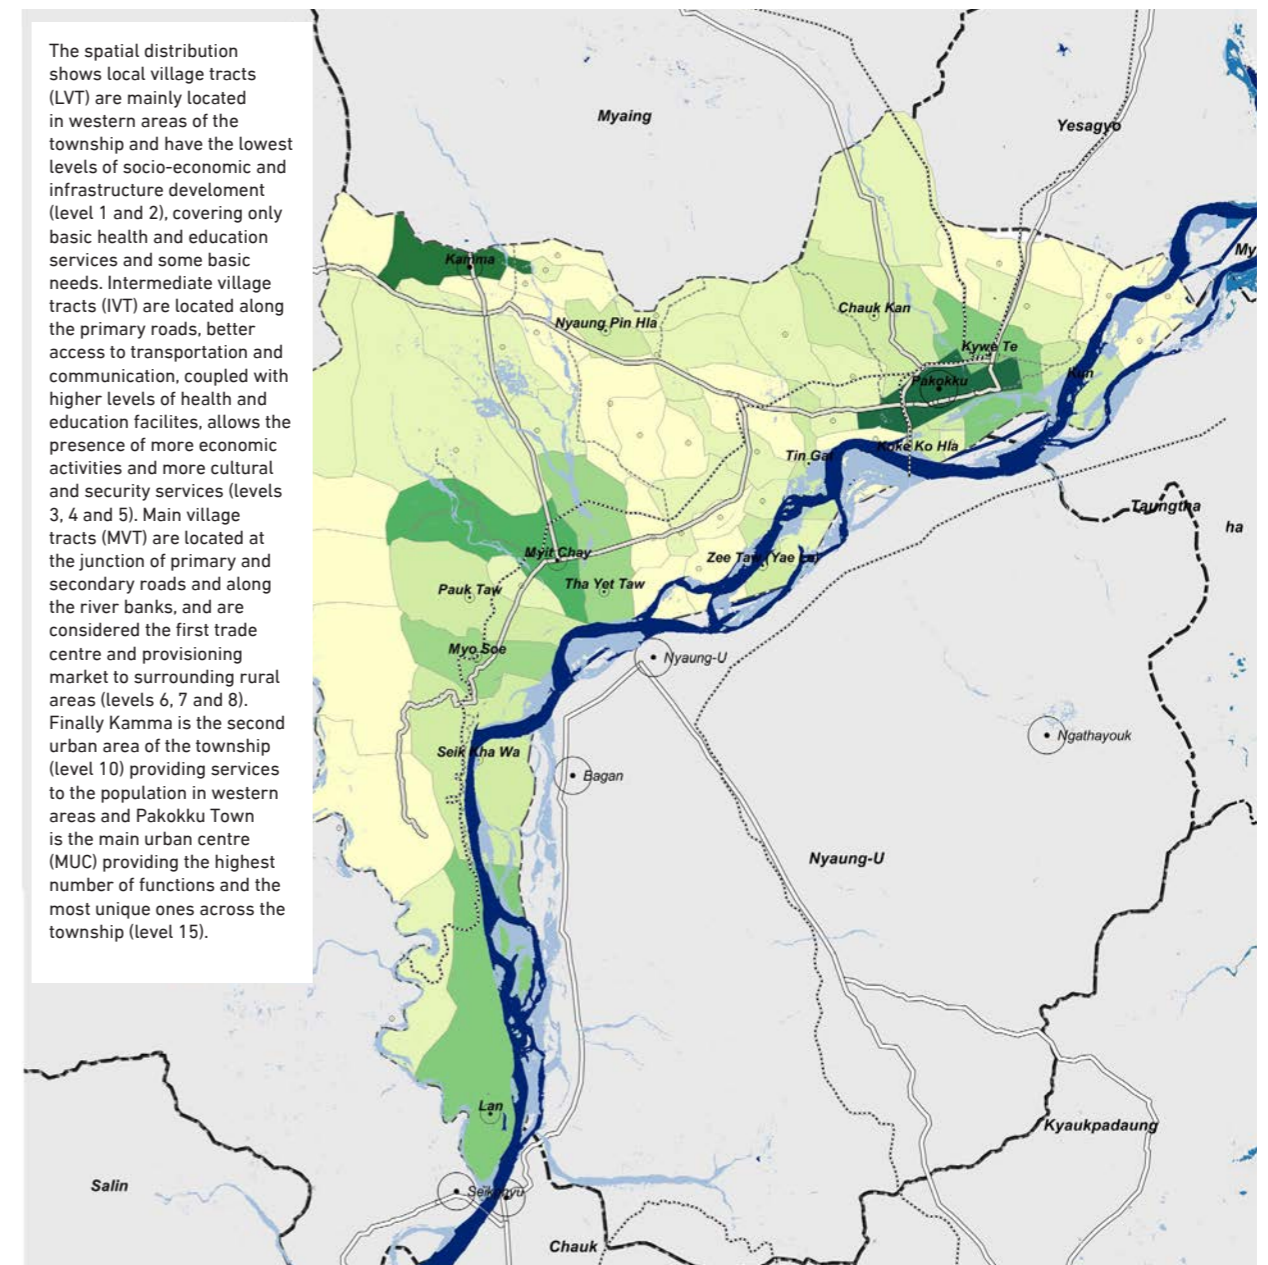 The spatial distribution
shows local village tracts
(LVT) are mainly located
in western areas of the
township and have the lowest
levels of socio-economic and
infrastructure develoment
(level 1 and 2), covering only
basic health and education
services and some basic
needs. Intermediate village
tracts (IVT) are located along
the primary roads, better
access to transportation and
communication, coupled with
higher levels of health and
education facilites, allows the
presence of more economic
activities and more cultural
and security services (levels
3, 4 and 5). Main village
tracts (MVT) are located at
the junction of primary and
secondary roads and along
the river banks, and are
considered the first trade
centre and provisioning
market to surrounding rural
areas (levels 6, 7 and 8).
Finally Kamma is the second
urban area of the township
(level 10) providing services
to the population in western
areas and Pakokku Town
is the main urban centre
(MUC) providing the highest
number of functions and the
most unique ones across the
township (level 15).
Myaing
Yesagyo
My
Kamma
Chauk Kan
Nyaung Pin Hla
Kywe Te
Kun
Pakokku
Koke Ko Hla
Tin Gat
Taungtha
ha
Myit Chay
Zee Taw (Yae Le)
Pauk Taw
Tha Yet Taw
Myo Soe
Nyaung-U
Ngathayouk
Seik Kha Wa
Bagan
Nyaung-U
Lan
Kyaukpadaung
Salin
Chauk